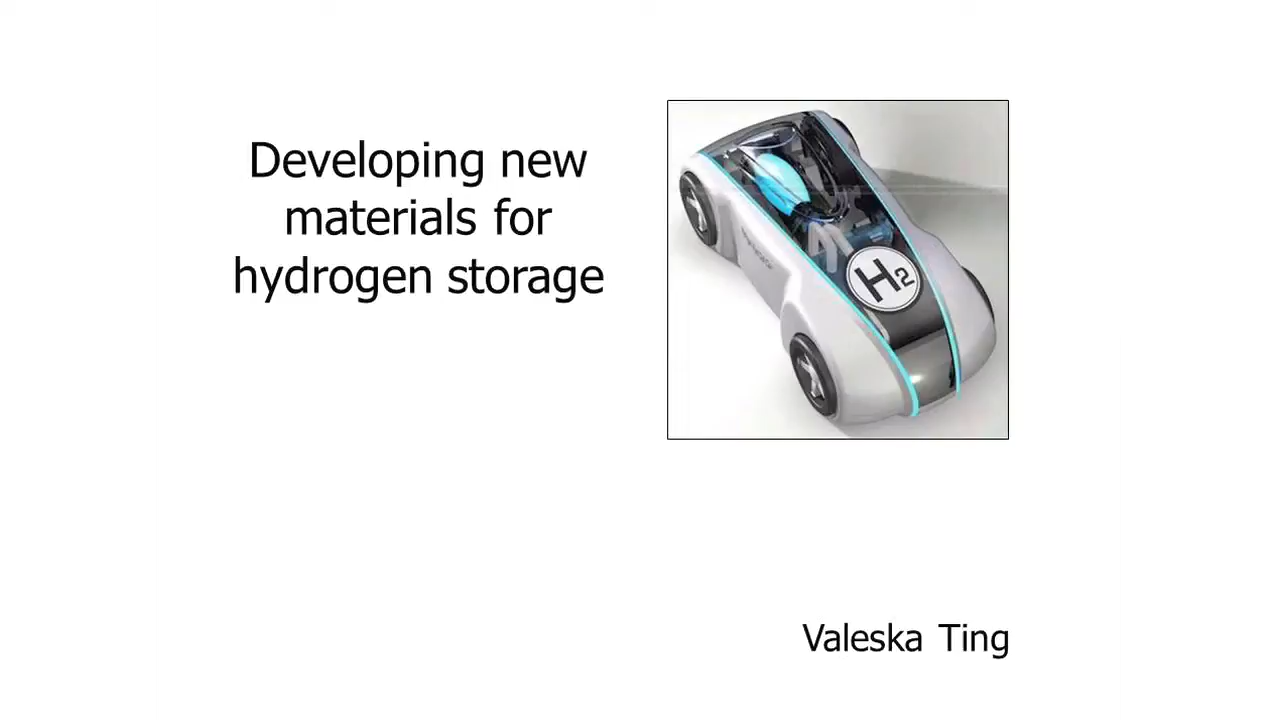 Developing new
materials for
hydrogen storage
H2
Valeska Ting